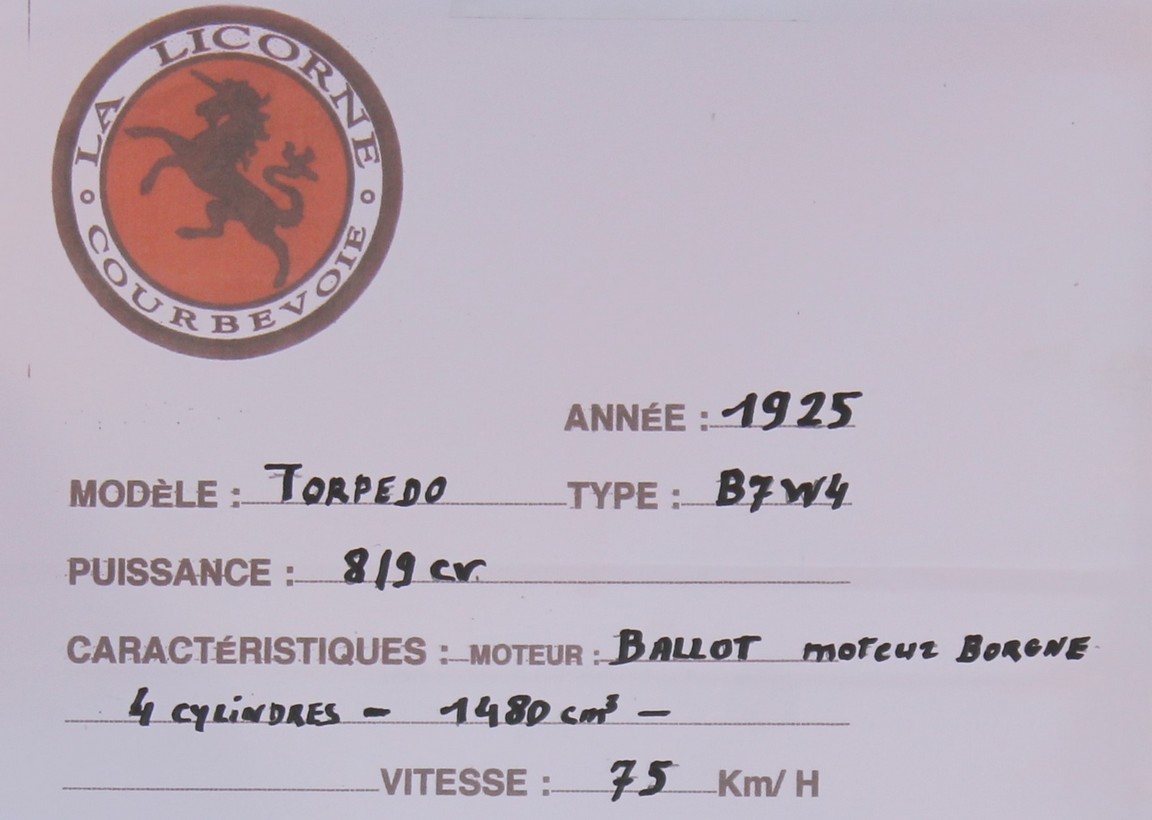 LA LICORNE
COURBEVOIE
ANNÉE : 1925
MODÈLE : TORPEDO TYPE : B7W4
PUISSANCE : 8/9 cv.
CARACTÉRISTIQUES : MOTEUR : BALLOT moteur BORGNE
4 CYLiNDRES - 1480 cm³ -
VITESSE : 75 Km/ H